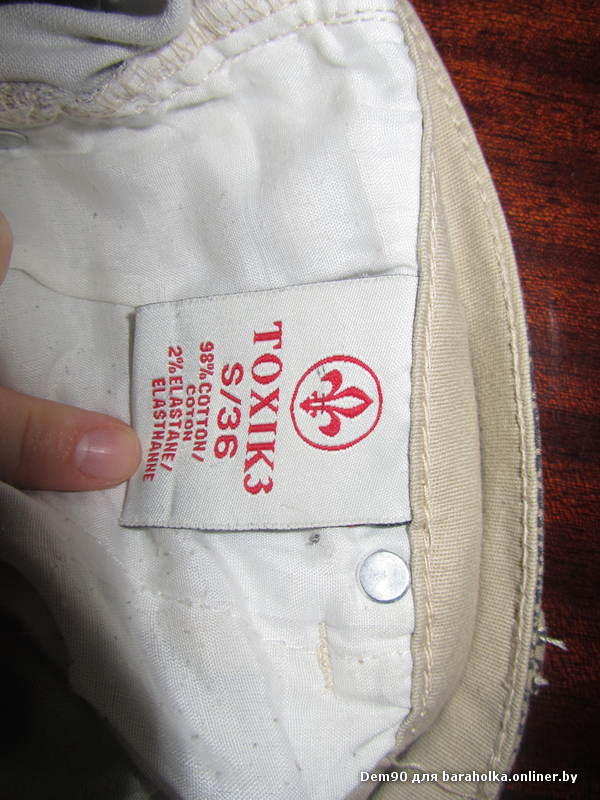 TOXIK3
S/36
98% COTTON/
COTON
2% ELASTANE/
ELASTHANNE
Dem90 для baraholka.onliner.by